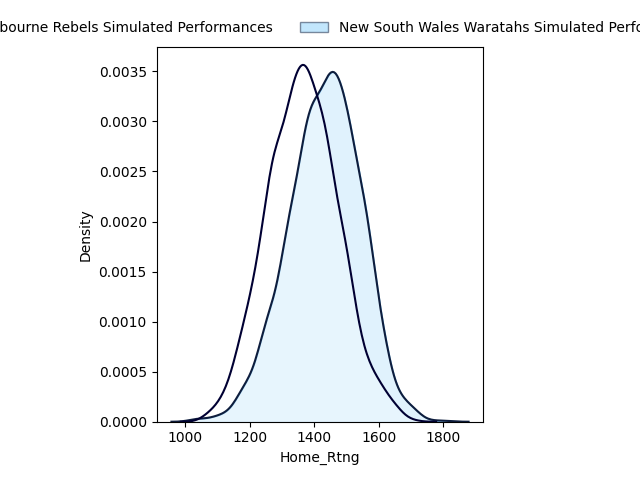 bourne Rebels Simulated Performances New South Wales Waratahs Simulated Perfo
0.0035
0.0030
0.0025
0.0020
0.0015
0.0010
0.0005
0.0000
Density
1000 1200 1400 1600 1800
Home_Rtng